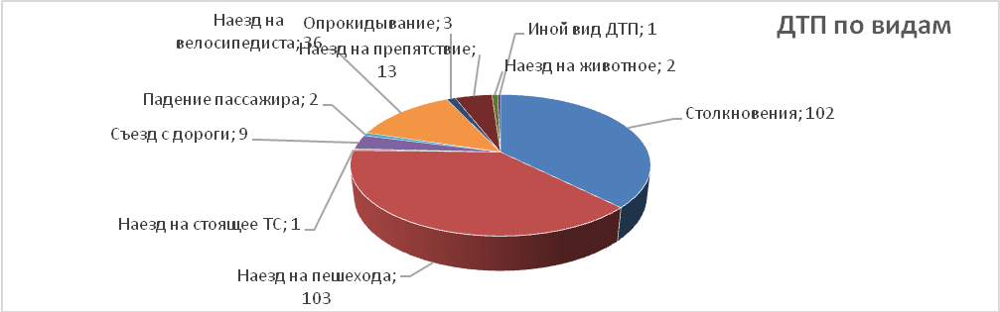 ДТП по видам
Наезд на
велосипедиста; 36
Опрокидывание; 3
Наезд на препятствие;
13
Иной вид ДТП; 1
Наезд на животное; 2
Столкновения; 102
Падение пассажира; 2
Съезд с дороги; 9
Наезд на стоящее ТС; 1
Наезд на пешехода;
103